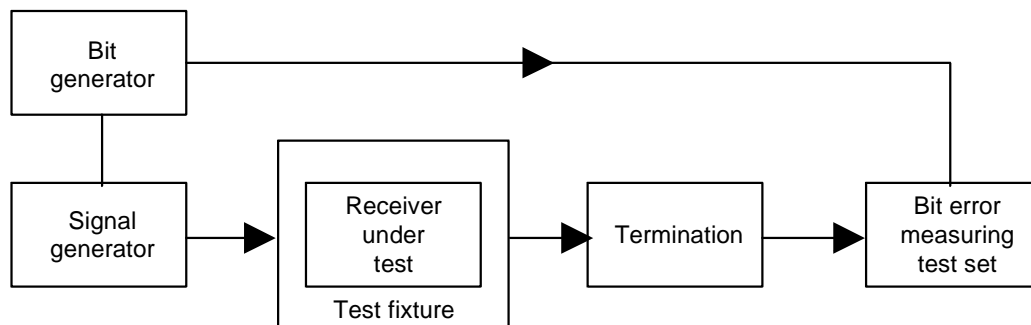 Bit
generator
Signal
generator
Receiver
under
test
Test fixture
Termination
Bit error
measuring
test set